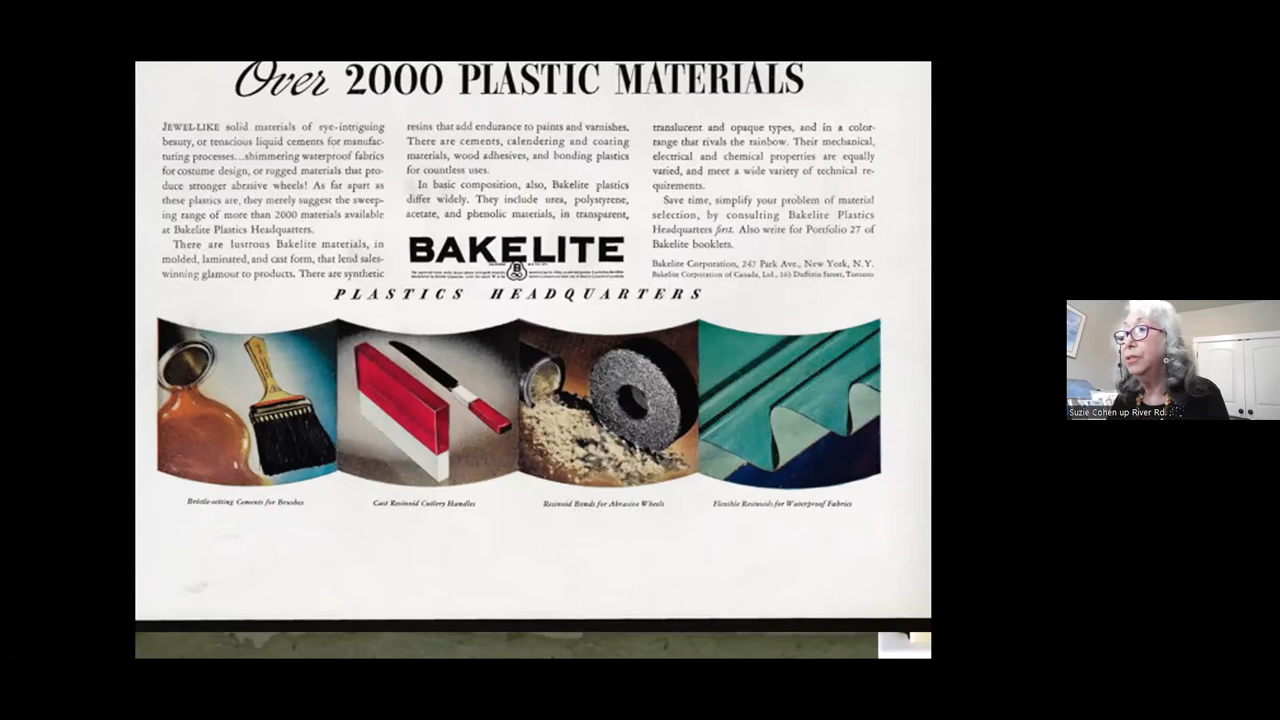 Over 2000 PLASTIC MATERIALS
JEWEL-LIKE solid materials of eye-intriguing
beauty, or tenacious liquid cements for manufac-
turing processes...shimmering waterproof fabrics
for costume design, or rugged materials that pro-
duce stronger abrasive wheels! As far apart as
these plastics are, they merely suggest the sweep-
ing range of more than 2000 materials available
at Bakelite Plastics Headquarters.
There are lustrous Bakelite materials, in
molded, laminated, and cast form, that lend sales-
winning glamour to products. There are synthetic
resins that add endurance to paints and varnishes.
There are cements, calendering and coating
materials, wood adhesives, and bonding plastics
for countless uses.
In basic composition, also, Bakelite plastics
differ widely. They include urea, polystyrene,
acetate, and phenolic materials, in transparent,
translucent and opaque types, and in a color-
range that rivals the rainbow. Their mechanical,
electrical and chemical properties are equally
varied, and meet a wide variety of technical re-
quirements.
Save time, simplify your problem of material
selection, by consulting Bakelite Plastics
Headquarters first. Also write for Portfolio 27 of
Bakelite booklets.
Bakelite Corporation, 247 Park Ave., New York, N.Y.
Bakelite Corporation of Canada, Ltd., 163 Dufferin Street, Toronto
BAKELITE
PLASTICS HEADQUARTERS
Bristle-setting Cements for Brushes
Cast Resinoid Cutlery Handles
Resinoid Bonds for Abrasive Wheels
Flexible Resinoids for Waterproof Fabrics
Suzie Cohen up River Rd.